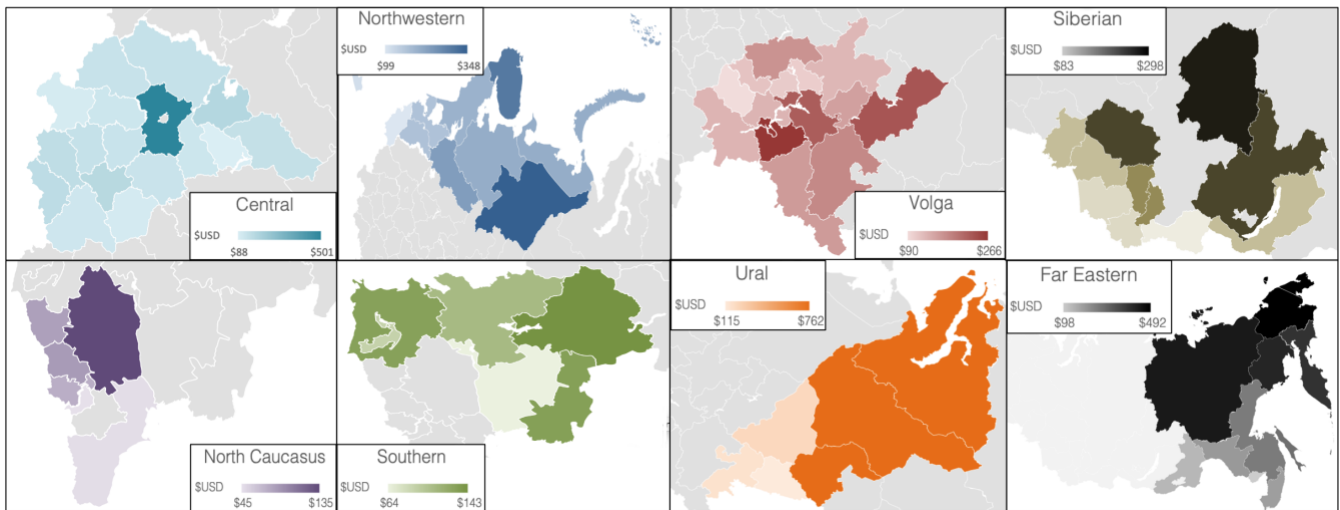 Northwestern
$USD
$99 $348
Siberian
$USD
$83 $298
Central
$USD
$88 $501
Volga
$USD
$90 $266
Ural
$USD
$115 $762
Far Eastern
$USD
$98 $492
North Caucasus
$USD
$45 $135
Southern
$USD
$64 $143